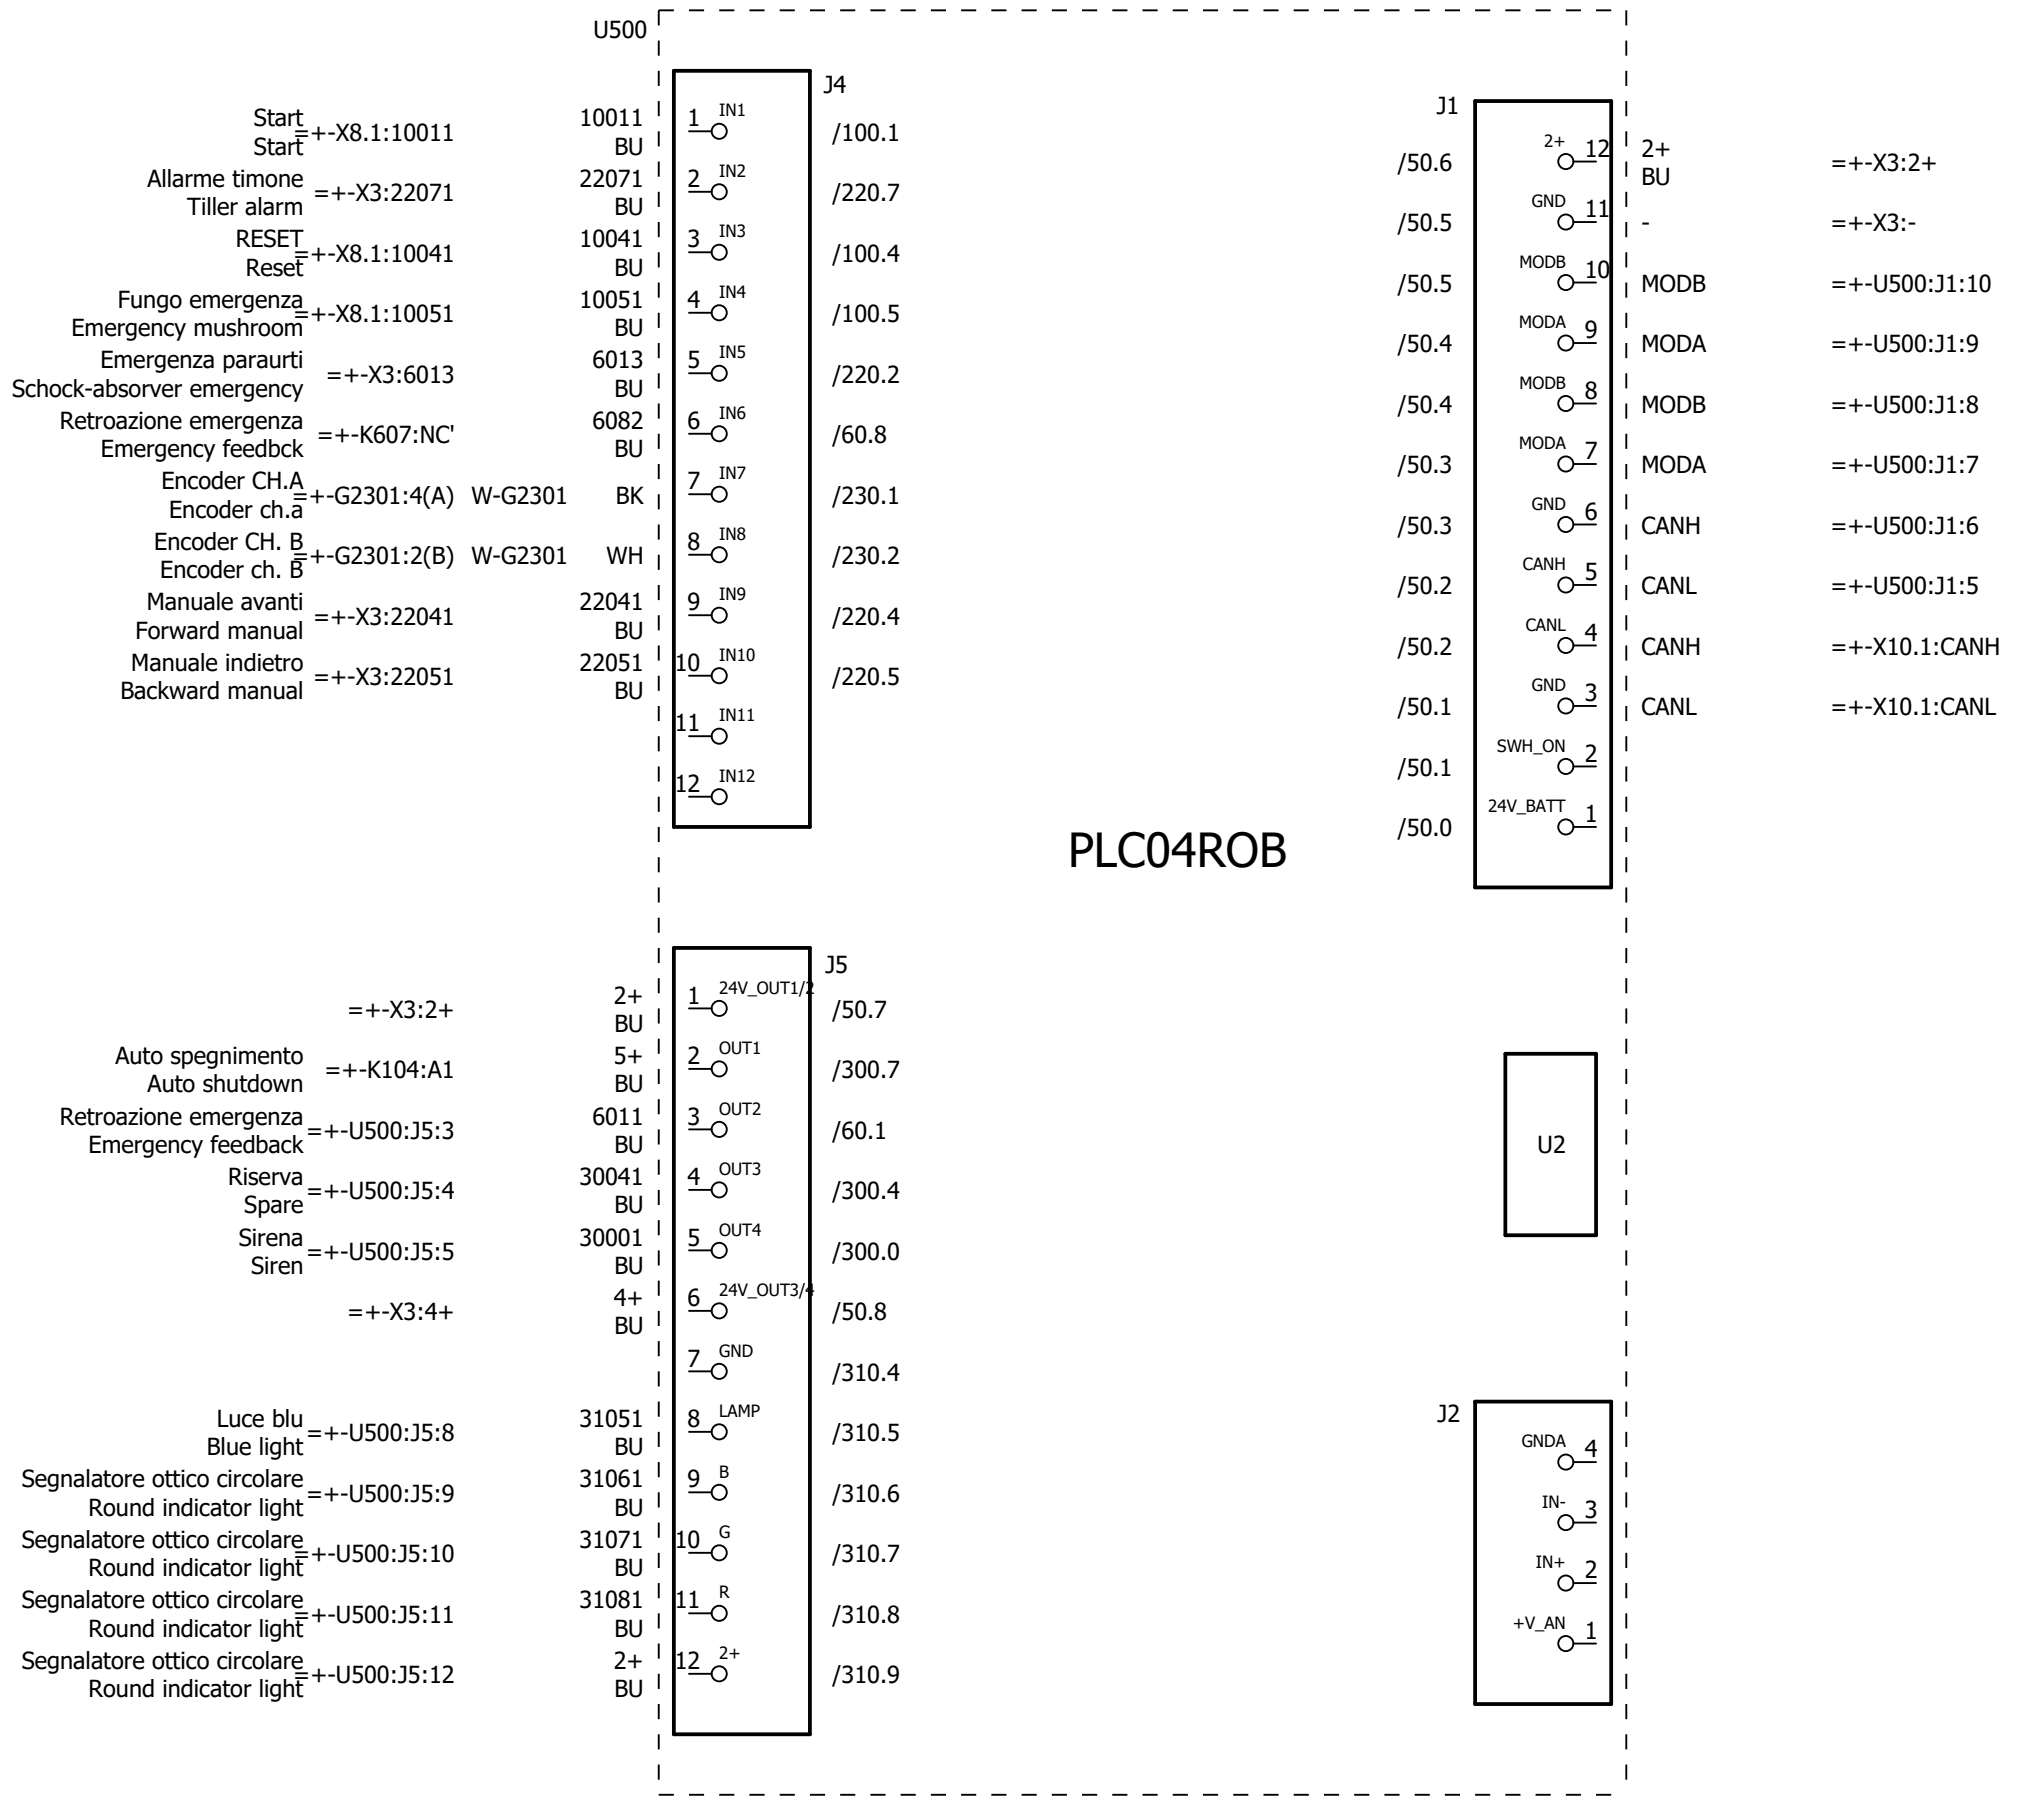 U500
J4
Start
Start
=+-X8.1:10011
10011
BU
1 IN1
/100.1
Allarme timone
Tiller alarm
=+-X3:22071
22071
BU
2 IN2
/220.7
RESET
Reset
=+-X8.1:10041
10041
BU
3 IN3
/100.4
Fungo emergenza
Emergency mushroom
=+-X8.1:10051
10051
BU
4 IN4
/100.5
Emergenza paraurti
Schock-absorver emergency
=+-X3:6013
6013
BU
5 IN5
/220.2
Retroazione emergenza
Emergency feedbck
=+-K607:NC'
6082
BU
6 IN6
/60.8
Encoder CH.A
Encoder ch.a
=+-G2301:4(A) W-G2301 BK
7 IN7
/230.1
Encoder CH. B
Encoder ch. B
=+-G2301:2(B) W-G2301 WH
8 IN8
/230.2
Manuale avanti
Forward manual
=+-X3:22041
22041
BU
9 IN9
/220.4
Manuale indietro
Backward manual
=+-X3:22051
22051
BU
10 IN10
/220.5
11 IN11
12 IN12
J1
/50.6 2+ 12 2+
BU
=+-X3:2+
/50.5 GND 11 - =+-X3:-
/50.5 MODB 10 MODB =+-U500:J1:10
/50.4 MODA 9 MODA =+-U500:J1:9
/50.4 MODB 8 MODB =+-U500:J1:8
/50.3 MODA 7 MODA =+-U500:J1:7
/50.3 GND 6 CANH =+-U500:J1:6
/50.2 CANH 5 CANL =+-U500:J1:5
/50.2 CANL 4 CANH =+-X10.1:CANH
/50.1 GND 3 CANL =+-X10.1:CANL
/50.1 SWH_ON 2
/50.0 24V_BATT 1
PLC04ROB
J5
=+-X3:2+
2+
BU
1 24V_OUT1/2
/50.7
Auto spegnimento
Auto shutdown
=+-K104:A1
5+
BU
2 OUT1
/300.7
Retroazione emergenza
Emergency feedback
=+-U500:J5:3
6011
BU
3 OUT2
/60.1
Riserva
Spare
=+-U500:J5:4
30041
BU
4 OUT3
/300.4
Sirena
Siren
=+-U500:J5:5
30001
BU
5 OUT4
/300.0
=+-X3:4+
4+
BU
6 24V_OUT3/4
/50.8
7 GND
/310.4
Luce blu
Blue light
=+-U500:J5:8
31051
BU
8 LAMP
/310.5
Segnalatore ottico circolare
Round indicator light
=+-U500:J5:9
31061
BU
9 B
/310.6
Segnalatore ottico circolare
Round indicator light
=+-U500:J5:10
31071
BU
10 G
/310.7
Segnalatore ottico circolare
Round indicator light
=+-U500:J5:11
31081
BU
11 R
/310.8
Segnalatore ottico circolare
Round indicator light
=+-U500:J5:12
2+
BU
12 2+
/310.9
U2
J2
GNDA 4
IN- 3
IN+ 2
+V_AN 1